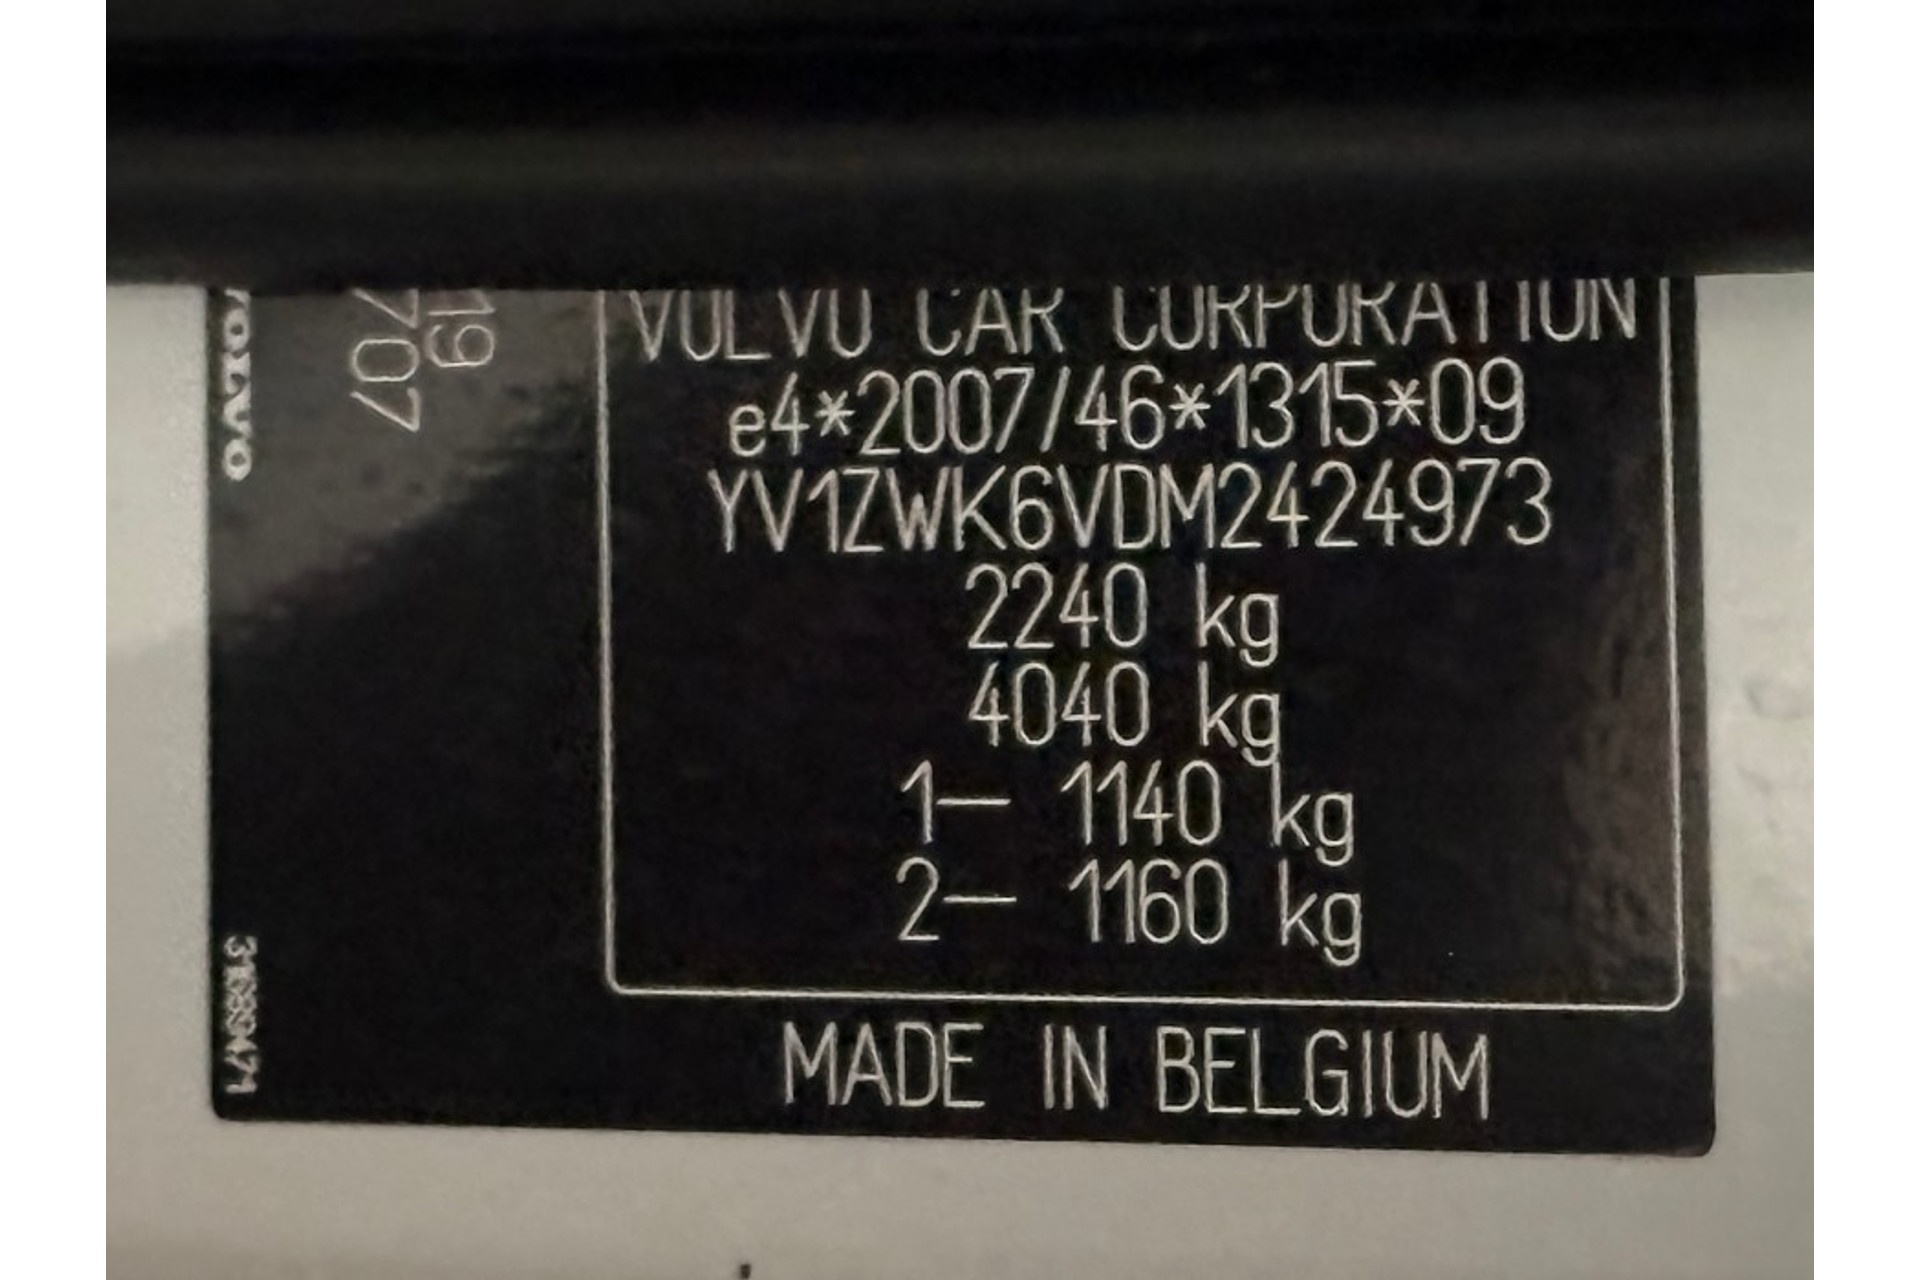 VOLVO CAR CORPORATION
e4*2007/46*1315*09
YV1ZWK6VDM2424973
2240 kg
4040 kg
1– 1140 kg
2– 1160 kg
MADE IN BELGIUM
VOLVO
707
19